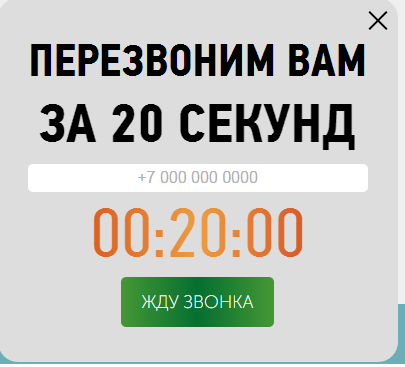 ПЕРЕЗВОНИМ ВАМ
ЗА 20 СЕКУНД
+7 000 000 0000
00:20:00
ЖДУ ЗВОНКА